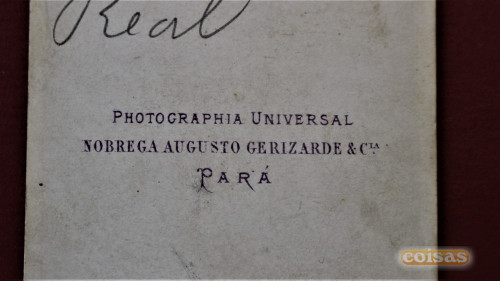 Real
PHOTOGRAPHIA UNIVERSAL
NOBREGA AUGUSTO GERIZARDE & CIA.
PARÁ
coisas